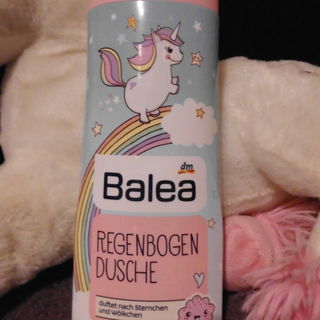 dm
Balea
REGENBOGEN
DUSCHE
duftet nach Sternchen
und Wölkchen